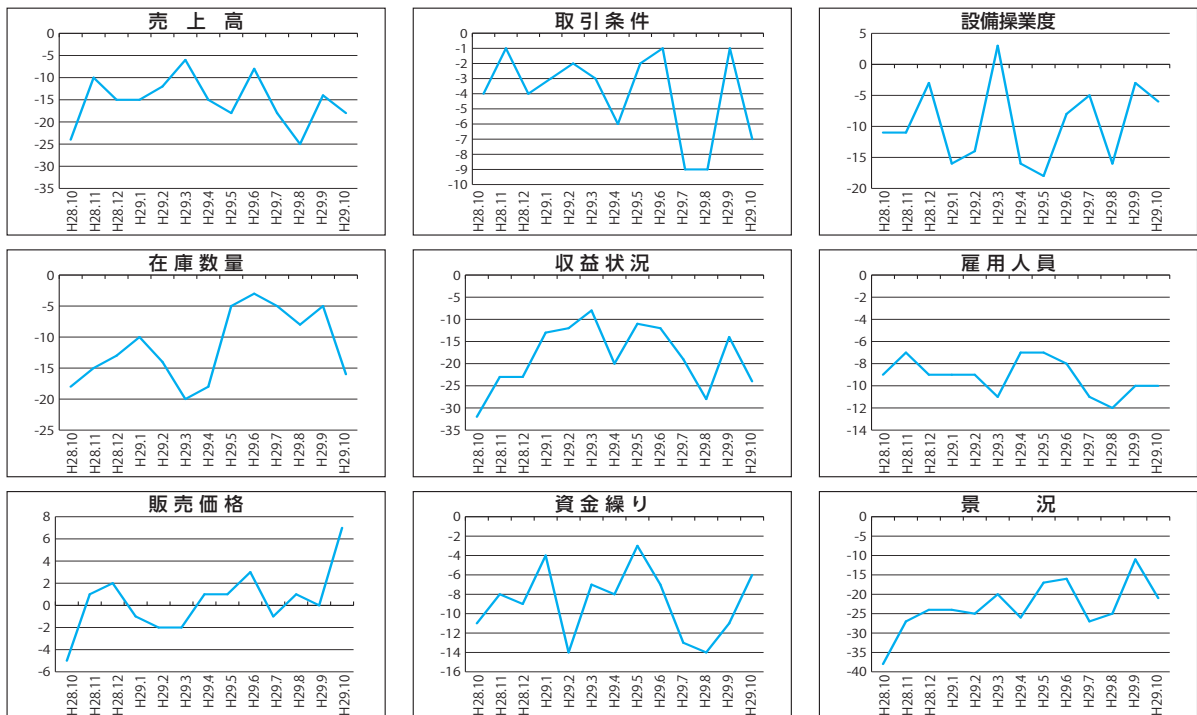 売 上 高
0
-5
-10
-15
-20
-25
-30
-35
H28.10
H28.11
H28.12
H29.1
H29.2
H29.3
H29.4
H29.5
H29.6
H29.7
H29.8
H29.9
H29.10
取 引 条 件
0
-1
-2
-3
-4
-5
-6
-7
-8
-9
-10
H28.10
H28.11
H28.12
H29.1
H29.2
H29.3
H29.4
H29.5
H29.6
H29.7
H29.8
H29.9
H29.10
設備操業度
5
0
-5
-10
-15
-20
H28.10
H28.11
H28.12
H29.1
H29.2
H29.3
H29.4
H29.5
H29.6
H29.7
H29.8
H29.9
H29.10
在 庫 数 量
0
-5
-10
-15
-20
-25
H28.10
H28.11
H28.12
H29.1
H29.2
H29.3
H29.4
H29.5
H29.6
H29.7
H29.8
H29.9
H29.10
収 益 状 況
0
-5
-10
-15
-20
-25
-30
-35
H28.10
H28.11
H28.12
H29.1
H29.2
H29.3
H29.4
H29.5
H29.6
H29.7
H29.8
H29.9
H29.10
雇 用 人 員
0
-2
-4
-6
-8
-10
-12
-14
H28.10
H28.11
H28.12
H29.1
H29.2
H29.3
H29.4
H29.5
H29.6
H29.7
H29.8
H29.9
H29.10
販 売 価 格
8
6
4
2
0
-2
-4
-6
H28.10
H28.11
H28.12
H29.1
H29.2
H29.3
H29.4
H29.5
H29.6
H29.7
H29.8
H29.9
H29.10
資 金 繰 り
0
-2
-4
-6
-8
-10
-12
-14
-16
H28.10
H28.11
H28.12
H29.1
H29.2
H29.3
H29.4
H29.5
H29.6
H29.7
H29.8
H29.9
H29.10
景 況
0
-5
-10
-15
-20
-25
-30
-35
-40
H28.10
H28.11
H28.12
H29.1
H29.2
H29.3
H29.4
H29.5
H29.6
H29.7
H29.8
H29.9
H29.10